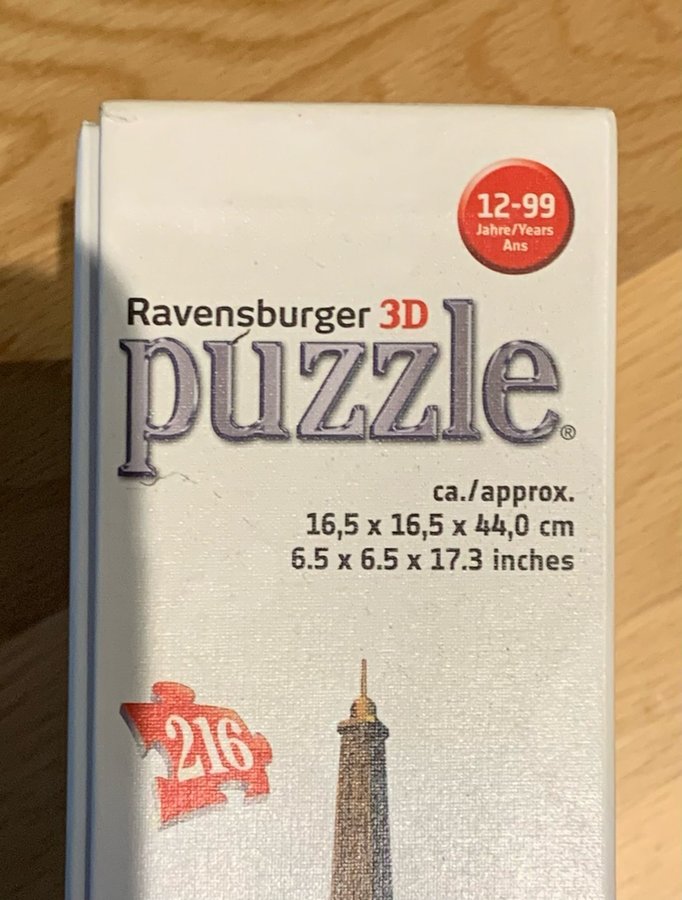 12-99
Jahre/Years
Ans
Ravensburger 3D
puzzle®
ca./approx.
16,5 x 16,5 x 44,0 cm
6.5 x 6.5 x 17.3 inches
216